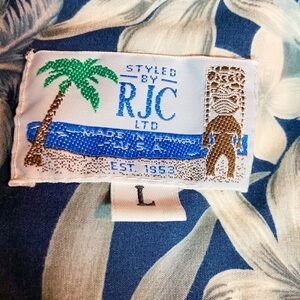 STYLED
BY
RJC
LTD
MADE IN HAWAII
U.S.A.
EST. 1953
L